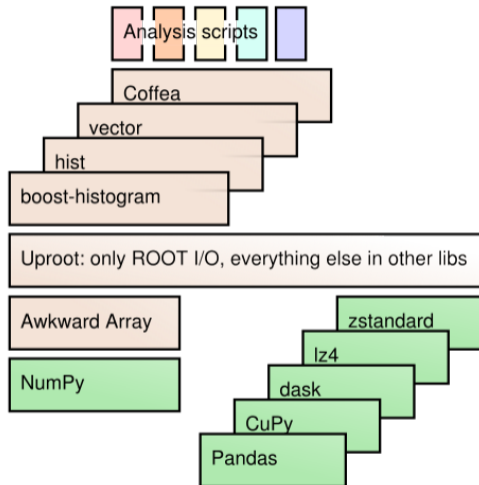 Analysis scripts
Coffea
vector
hist
boost-histogram
Uproot: only ROOT I/O, everything else in other libs
Awkward Array
zstandard
lz4
NumPy
dask
CuPy
Pandas